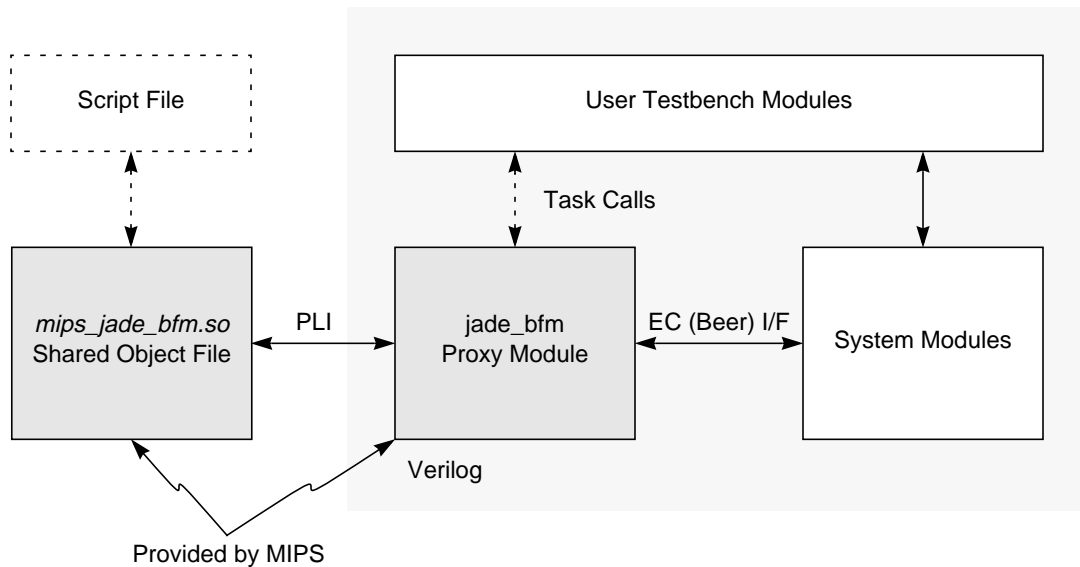 Script File
User Testbench Modules
Task Calls
mips_jade_bfm.so
Shared Object File
PLI
jade_bfm
Proxy Module
EC (Beer) I/F
System Modules
Verilog
Provided by MIPS